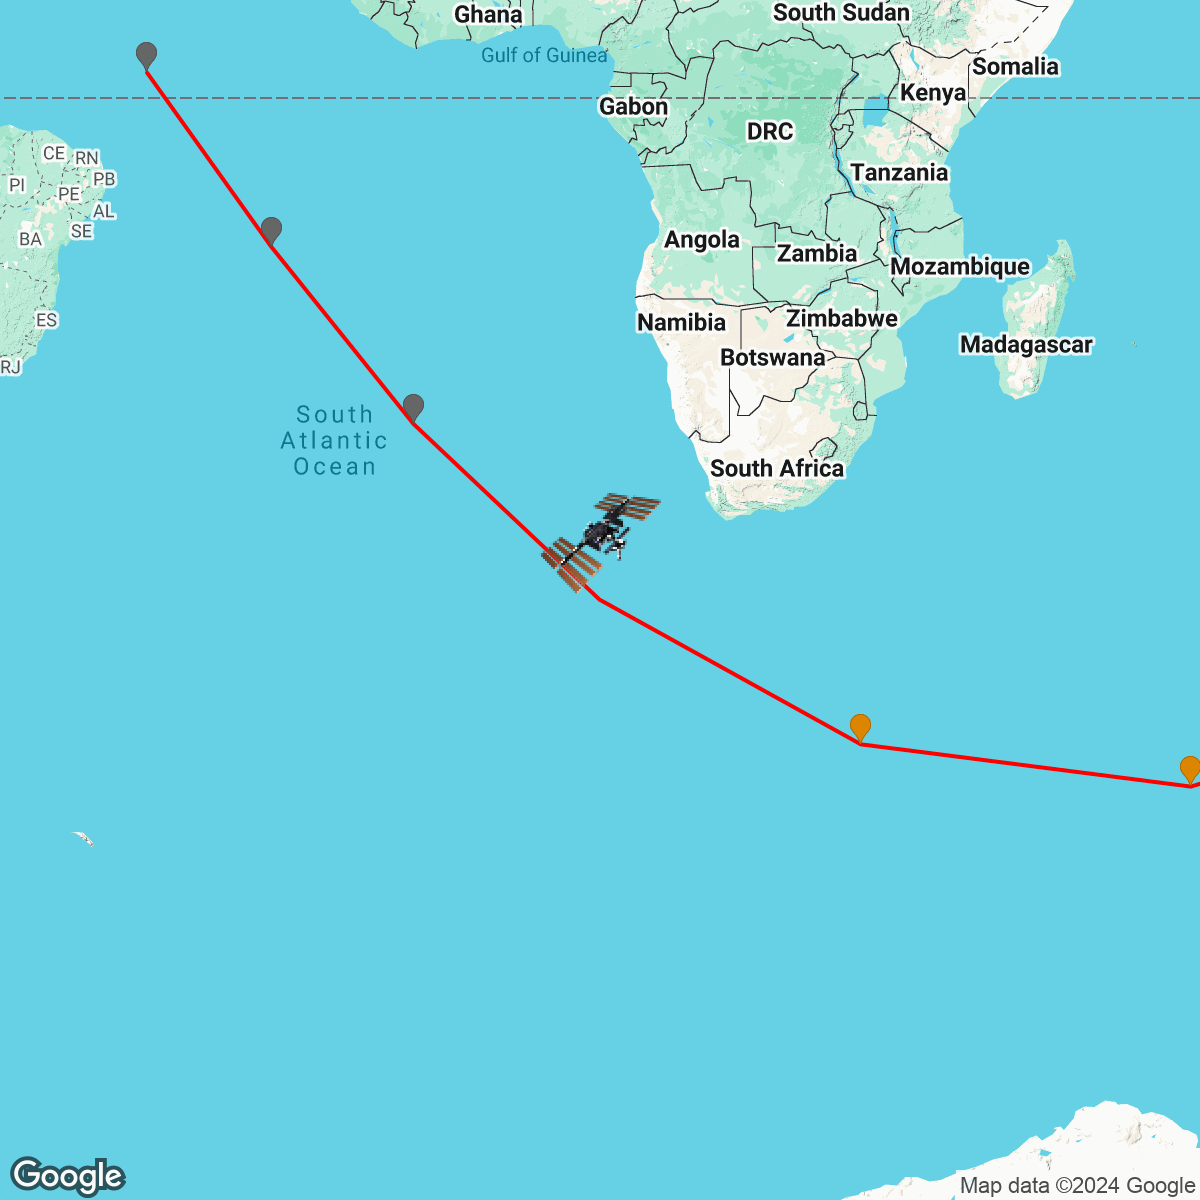 Ghana
South Sudan
Gulf of Guinea
Somalia
Kenya
Gabon
DRC
CE
RN
PI
PE
PB
Tanzania
AL
SE
BA
Angola
Zambia
Mozambique
ES
Namibia
Zimbabwe
Madagascar
Botswana
RJ
South
Atlantic
Ocean
South Africa
Google
Map data ©2024 Google